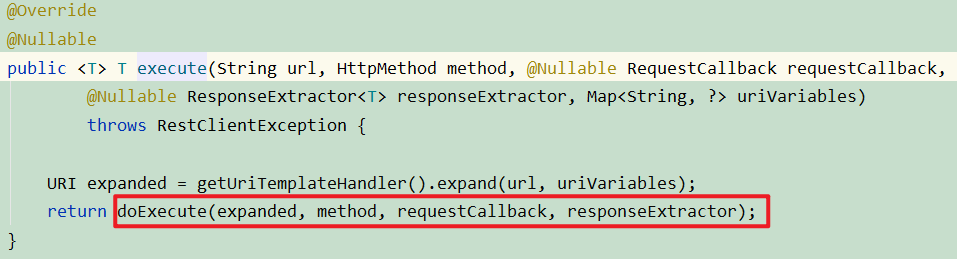 @Override
@Nullable
public <T> T execute(String url, HttpMethod method, @Nullable RequestCallback requestCallback,
@Nullable ResponseExtractor<T> responseExtractor, Map<String, ?> uriVariables)
throws RestClientException {
URI expanded = getUriTemplateHandler().expand(url, uriVariables);
return doExecute(expanded, method, requestCallback, responseExtractor);
}